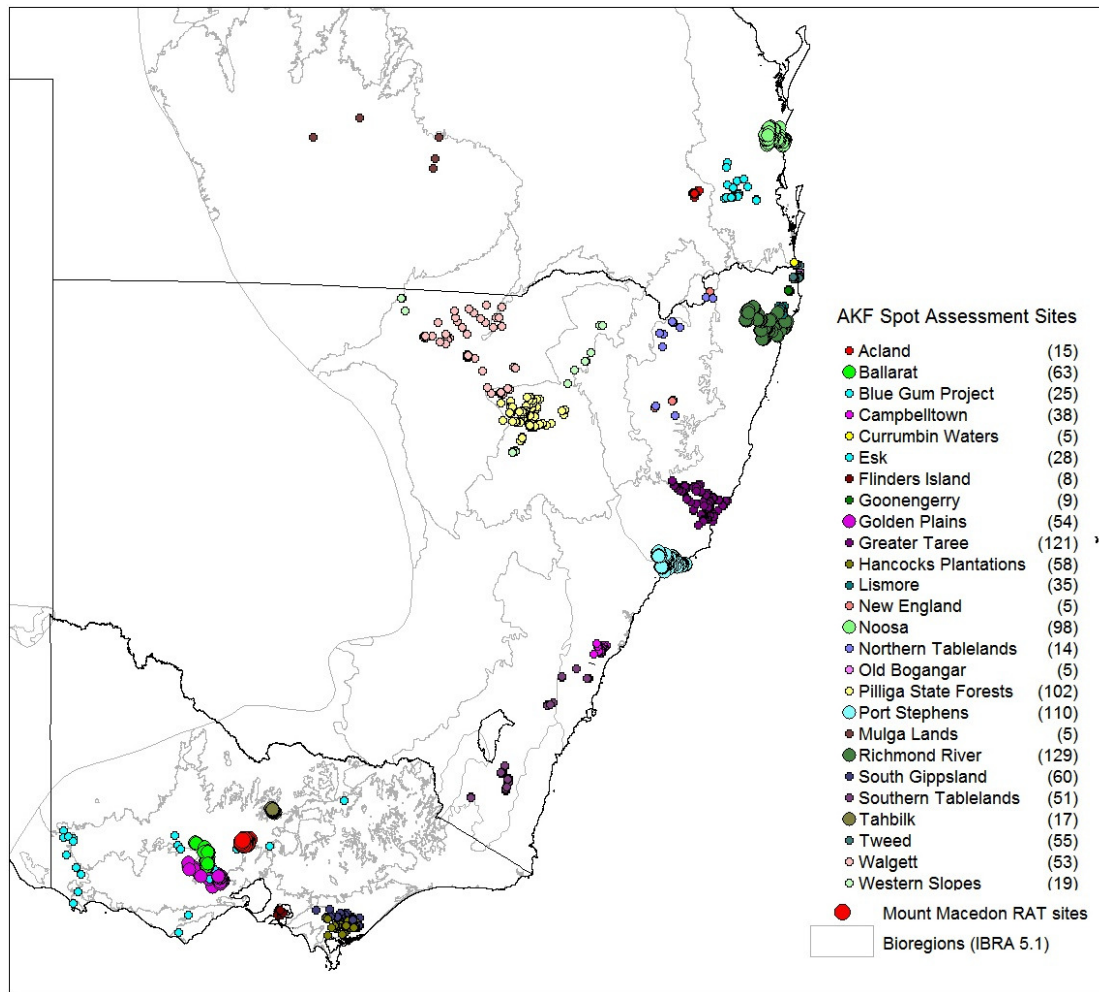 AKF Spot Assessment Sites
Acland (15)
Ballarat (63)
Blue Gum Project (25)
Campbelltown (38)
Currumbin Waters (5)
Esk (28)
Flinders Island (8)
Goonengerry (9)
Golden Plains (54)
Greater Taree (121)
Hancocks Plantations (58)
Lismore (35)
New England (5)
Noosa (98)
Northern Tablelands (14)
Old Bogangar (5)
Pilliga State Forests (102)
Port Stephens (110)
Mulga Lands (5)
Richmond River (129)
South Gippsland (60)
Southern Tablelands (51)
Tahbilk (17)
Tweed (55)
Walgett (53)
Western Slopes (19)
Mount Macedon RAT sites
Bioregions (IBRA 5.1)